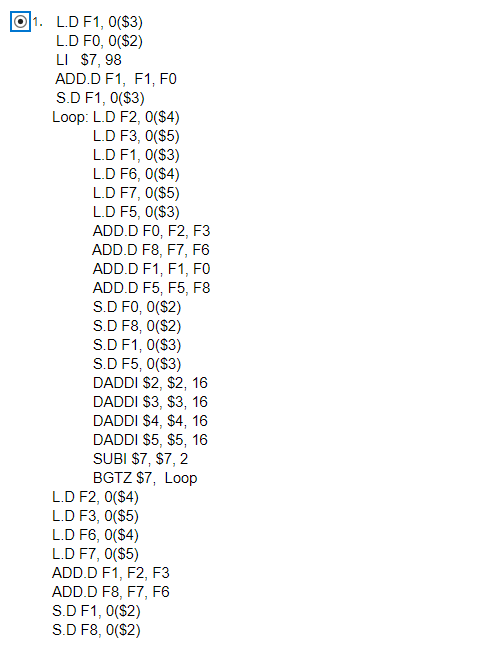 1. L.D F1, 0($3)
L.D F0, 0($2)
LI $7, 98
ADD.D F1, F1, F0
S.D F1, 0($3)
Loop: L.D F2, 0($4)
L.D F3, 0($5)
L.D F1, 0($3)
L.D F6, 0($4)
L.D F7, 0($5)
L.D F5, 0($3)
ADD.D F0, F2, F3
ADD.D F8, F7, F6
ADD.D F1, F1, F0
ADD.D F5, F5, F8
S.D F0, 0($2)
S.D F8, 0($2)
S.D F1, 0($3)
S.D F5, 0($3)
DADDI $2, $2, 16
DADDI $3, $3, 16
DADDI $4, $4, 16
DADDI $5, $5, 16
SUBI $7, $7, 2
BGTZ $7, Loop
L.D F2, 0($4)
L.D F3, 0($5)
L.D F6, 0($4)
L.D F7, 0($5)
ADD.D F1, F2, F3
ADD.D F8, F7, F6
S.D F1, 0($2)
S.D F8, 0($2)